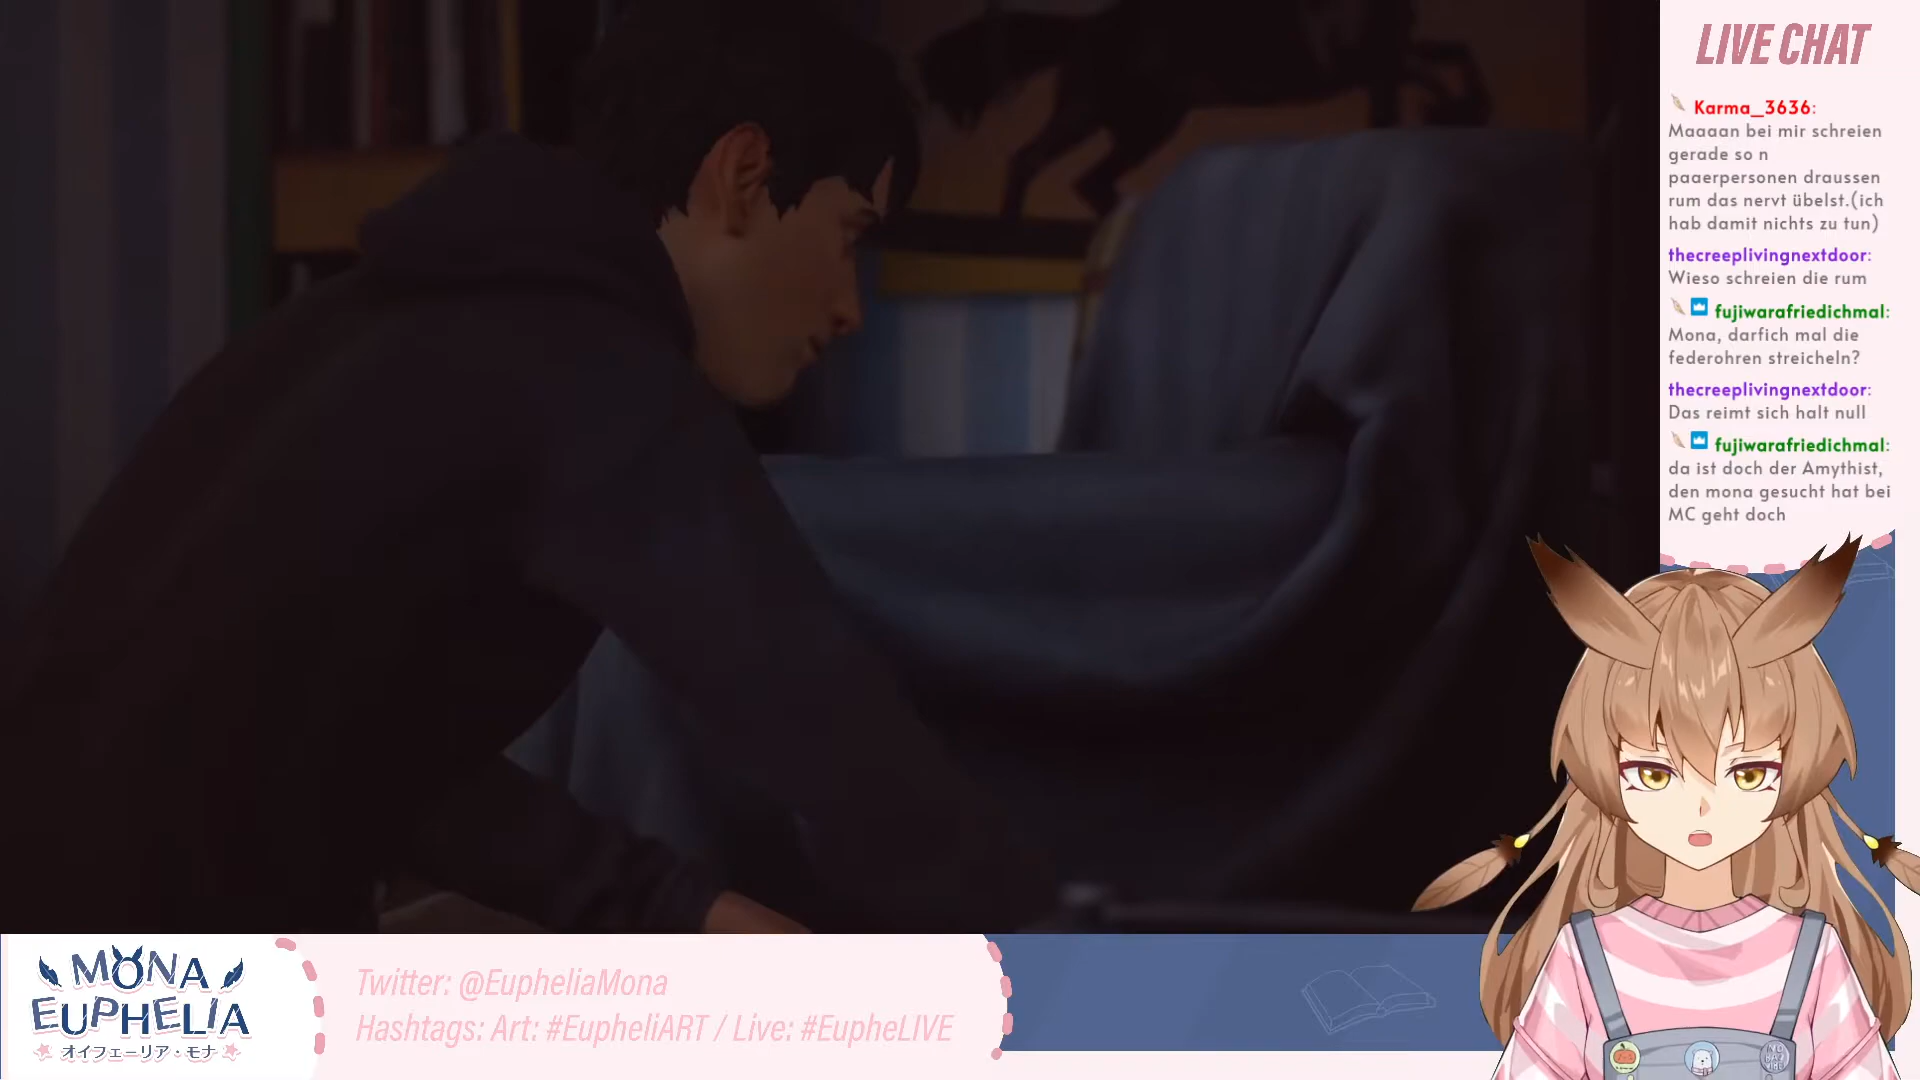 LIVE CHAT
Karma_3636:
Maaaan bei mir schreien
gerade so n
paaerpersonen draussen
rum das nervt übelst.(ich
hab damit nichts zu tun)
thecreeplivingnextdoor:
Wieso schreien die rum
fujiwarafriedichmal:
Mona, darfich mal die
federohren streicheln?
thecreeplivingnextdoor:
Das reimt sich halt null
fujiwarafriedichmal:
da ist doch der Amythist,
den mona gesucht hat bei
MC geht doch
MONA
EUPHELIA
オイフェーリア・モナ
Twitter: @EupheliaMona
Hashtags: Art: #EupheliART / Live: #EupheLIVE